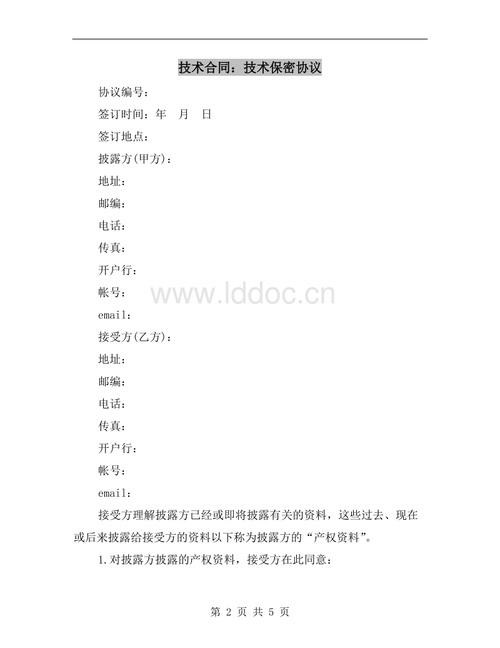 技术合同：技术保密协议
协议编号：
签订时间：年 月 日
签订地点：
披露方(甲方)：
地址：
邮编：
电话：
传真：
开户行：
帐号：
www.lddoc.cn
email：
接受方(乙方)：
地址：
邮编：
电话：
传真：
开户行：
帐号：
email：
接受方理解披露方已经或即将披露有关的资料，这些过去、现在
或后来披露给接受方的资料以下称为披露方的“产权资料”。
1.对披露方披露的产权资料，接受方在此同意：
第 2 页 共 5 页